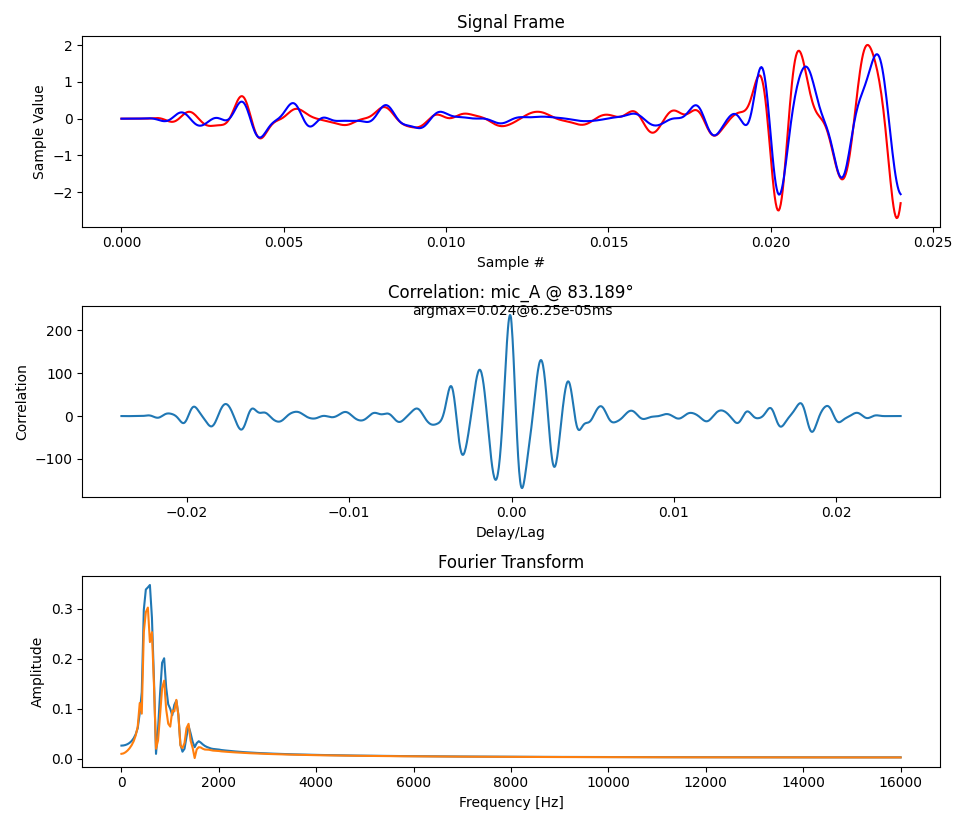 Signal Frame
2
1
0
−1
−2
Sample Value
0.000 0.005 0.010 0.015 0.020 0.025
Sample #
Correlation: mic_A @ 83.189°
argmax=0.024@6.25e-05ms
200
100
0
−100
Correlation
−0.02 −0.01 0.00 0.01 0.02
Delay/Lag
Fourier Transform
0.3
0.2
0.1
0.0
Amplitude
0 2000 4000 6000 8000 10000 12000 14000 16000
Frequency [Hz]